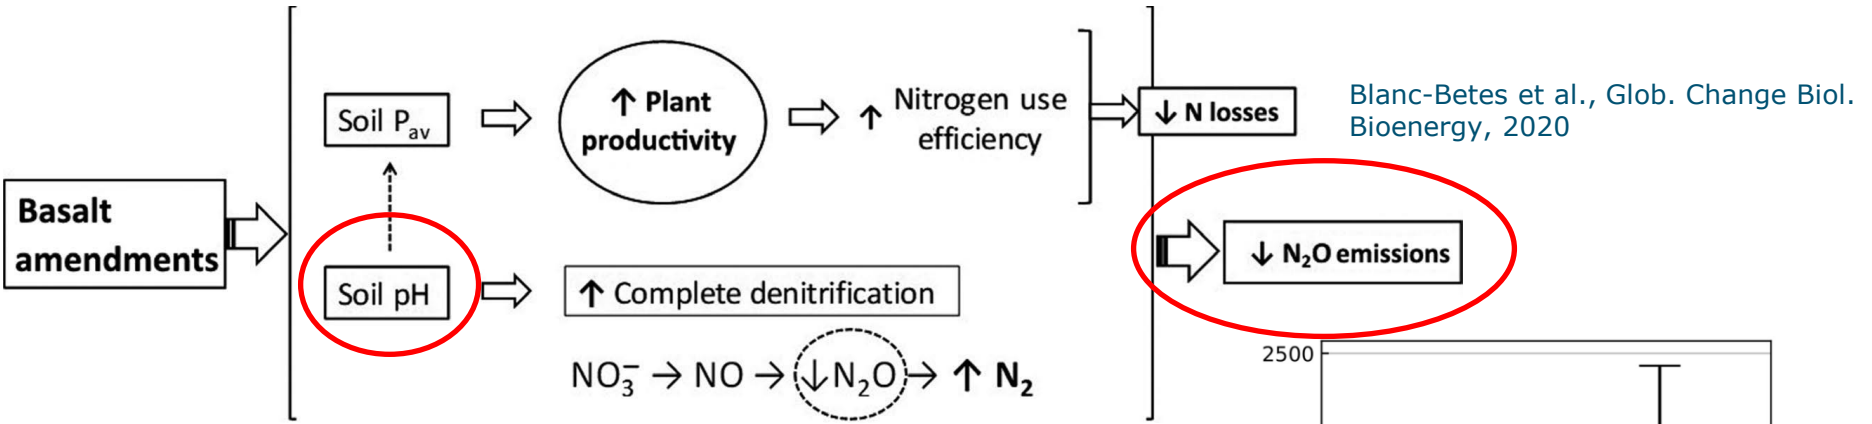 Basalt
amendments
Soil Pav
↑ Plant
productivity
↑ Nitrogen use
efficiency
↓ N losses
Blanc-Betes et al., Glob. Change Biol.
Bioenergy, 2020
Soil pH
↑ Complete denitrification
↓ N₂O emissions
NO₃⁻ → NO → ↓N₂O → ↑ N₂
2500